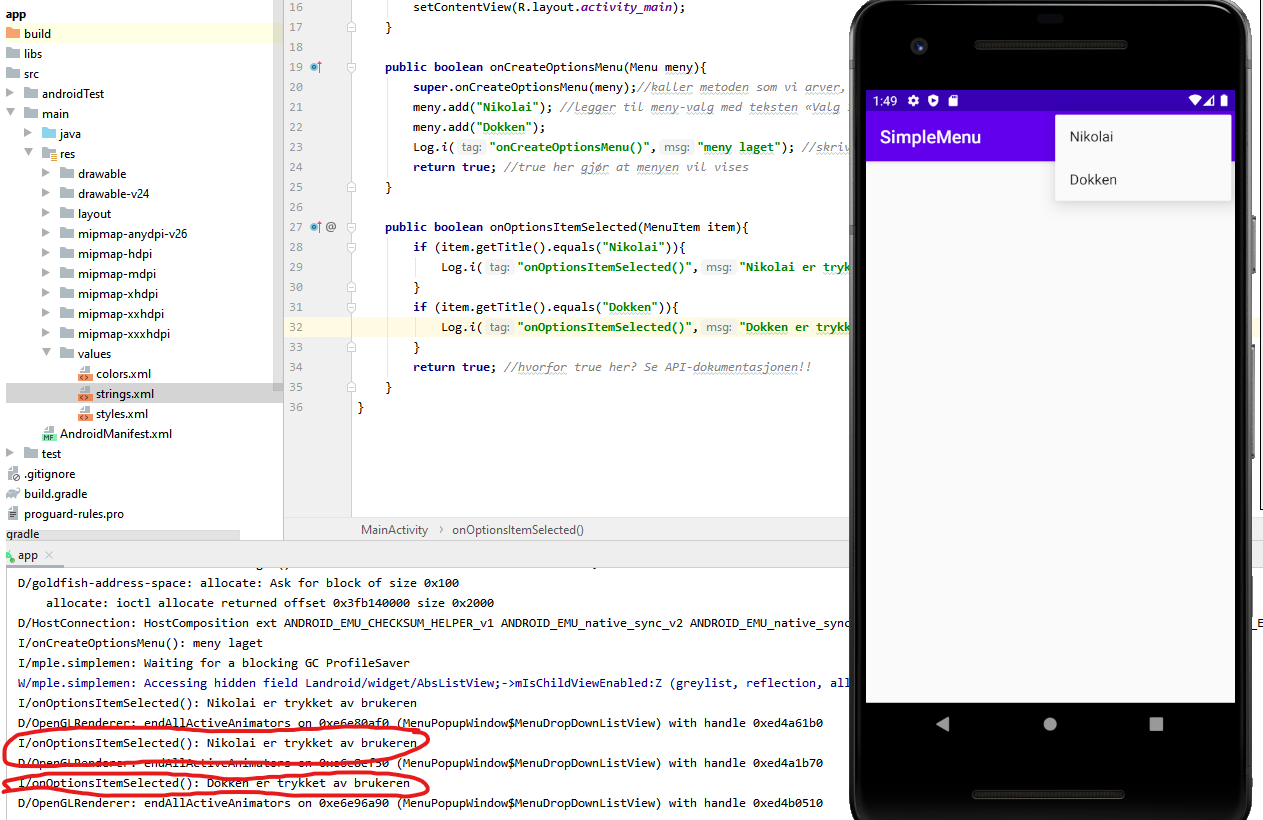 app
build
libs
src
androidTest
main
java
res
drawable
drawable-v24
layout
mipmap-anydpi-v26
mipmap-hdpi
mipmap-mdpi
mipmap-xhdpi
mipmap-xxhdpi
mipmap-xxxhdpi
values
colors.xml
strings.xml
styles.xml
MF AndroidManifest.xml
test
.gitignore
build.gradle
proguard-rules.pro
gradle
16 setContentView(R.layout.activity_main);
17 }
18
19 public boolean onCreateOptionsMenu(Menu meny){
20 super.onCreateOptionsMenu(meny);//kaller metoden som vi arver,
21 meny.add("Nikolai"); //legger til meny-valg med teksten «Valg
22 meny.add("Dokken");
23 Log.i( tag: "onCreateOptionsMenu()", msg: "meny laget"); //skriv
24 return true; //true her gjør at menyen vil vises
25 }
26
27 @ public boolean onOptionsItemSelected(MenuItem item){
28 if (item.getTitle().equals("Nikolai")){
29 Log.i( tag: "onOptionsItemSelected()", msg: "Nikolai er tryk
30 }
31 if (item.getTitle().equals("Dokken")){
32 Log.i( tag: "onOptionsItemSelected()", msg: "Dokken er trykk
33 }
34 return true; //hvorfor true her? Se API-dokumentasjonen!!
35 }
36 }
MainActivity › onOptionsItemSelected()
1:49
SimpleMenu
Nikolai
Dokken
app ×
D/goldfish-address-space: allocate: Ask for block of size 0x100
allocate: ioctl allocate returned offset 0x3fb140000 size 0x2000
D/HostConnection: HostComposition ext ANDROID_EMU_CHECKSUM_HELPER_v1 ANDROID_EMU_native_sync_v2 ANDROID_EMU_native_sync
I/onCreateOptionsMenu(): meny laget
I/mple.simplemen: Waiting for a blocking GC ProfileSaver
W/mple.simplemen: Accessing hidden field Landroid/widget/AbsListView;->mIsChildViewEnabled:Z (greylist, reflection, all
I/onOptionsItemSelected(): Nikolai er trykket av brukeren
D/OpenGLRenderer: endAllActiveAnimators on 0xe6e80af0 (MenuPopupWindow$MenuDropDownListView) with handle 0xed4a61b0
I/onOptionsItemSelected(): Nikolai er trykket av brukeren
D/OpenGLRenderer: endAllActiveAnimators on 0xe6e8ef50 (MenuPopupWindow$MenuDropDownListView) with handle 0xed4a1b70
I/onOptionsItemSelected(): Dokken er trykket av brukeren
D/OpenGLRenderer: endAllActiveAnimators on 0xe6e96a90 (MenuPopupWindow$MenuDropDownListView) with handle 0xed4b0510